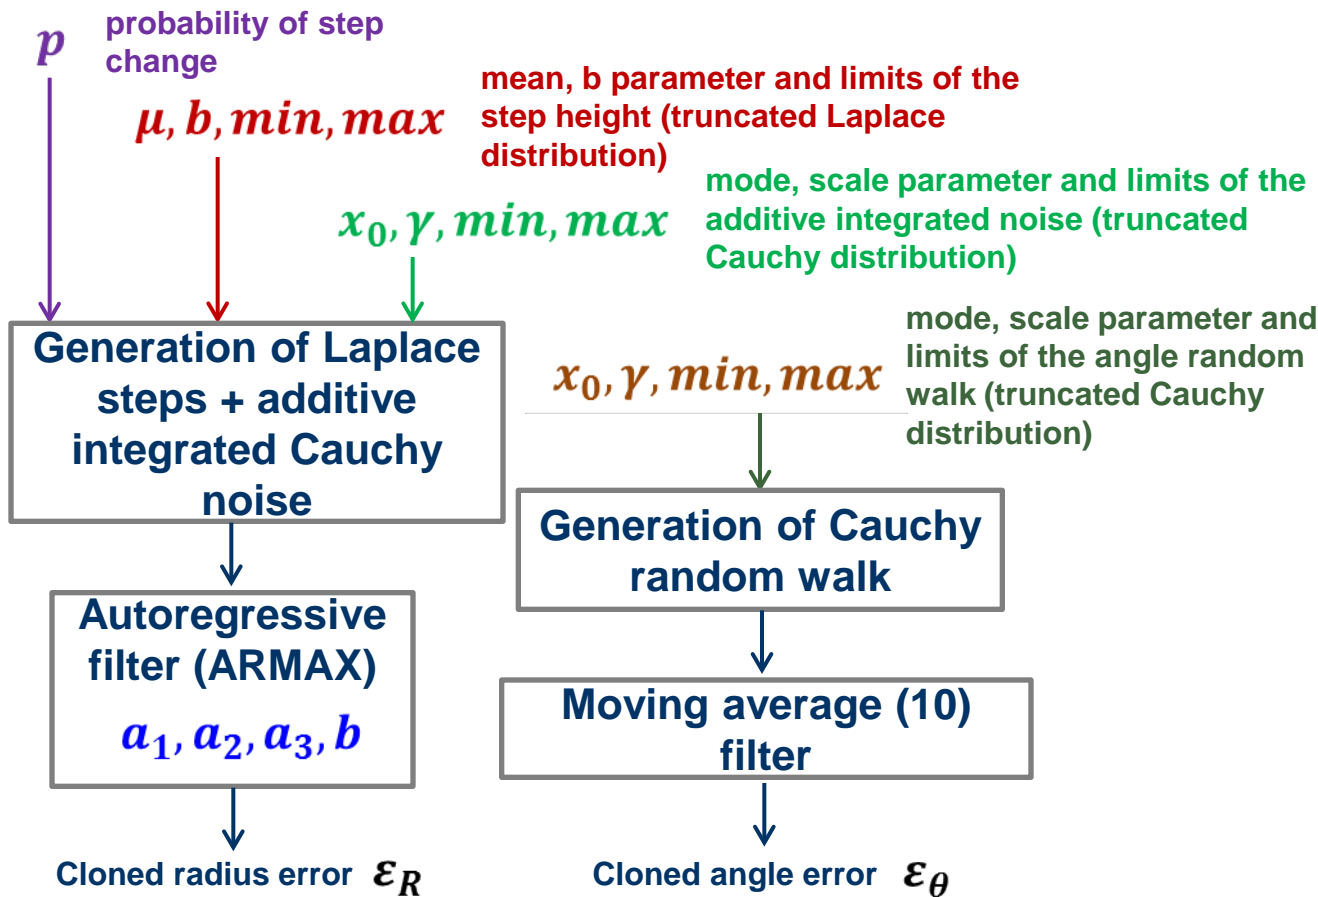 p
probability of step
change
μ, b, min, max
mean, b parameter and limits of the
step height (truncated Laplace
distribution)
x₀, γ, min, max
mode, scale parameter and limits of the
additive integrated noise (truncated
Cauchy distribution)
Generation of Laplace
steps + additive
integrated Cauchy
noise
x₀, γ, min, max
mode, scale parameter and
limits of the angle random
walk (truncated Cauchy
distribution)
Generation of Cauchy
random walk
Autoregressive
filter (ARMAX)
a₁, a₂, a₃, b
Moving average (10)
filter
Cloned radius error ε_R
Cloned angle error ε_θ